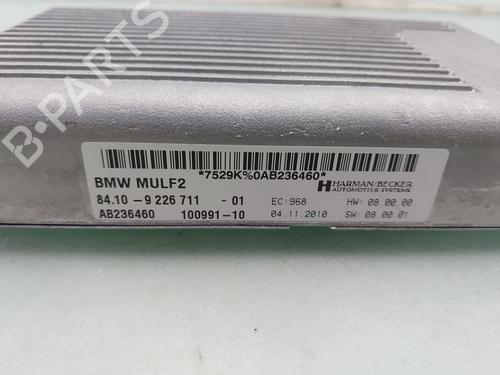 B-PARTS
*7529K%0AB236460*
BMW MULF2
HARMAN/BECKER
AUTOMOTIVE SYSTEMS
84.10 - 9 226 711 - 01 EC: 968 HW: 08.00.00
AB236460 100991-10 04.11.2010 SW: 08.00.01